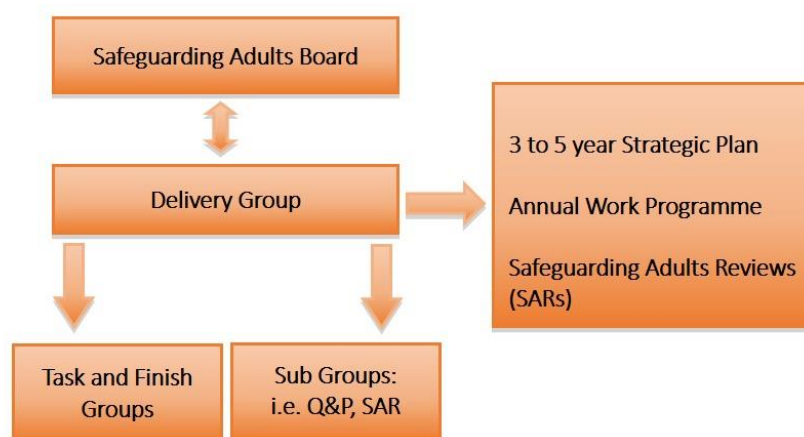 Safeguarding Adults Board
Delivery Group
3 to 5 year Strategic Plan
Annual Work Programme
Safeguarding Adults Reviews
(SARs)
Task and Finish
Groups
Sub Groups:
i.e. Q&P, SAR